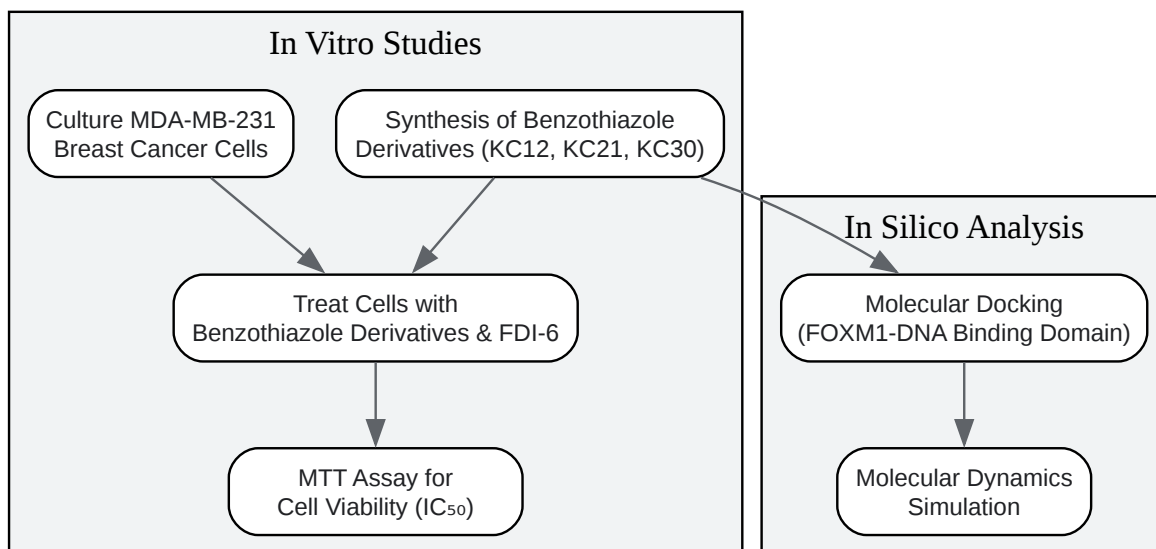 In Vitro Studies
Culture MDA-MB-231
Breast Cancer Cells
Synthesis of Benzothiazole
Derivatives (KC12, KC21, KC30)
Treat Cells with
Benzothiazole Derivatives & FDI-6
MTT Assay for
Cell Viability (IC₅₀)
In Silico Analysis
Molecular Docking
(FOXM1-DNA Binding Domain)
Molecular Dynamics
Simulation